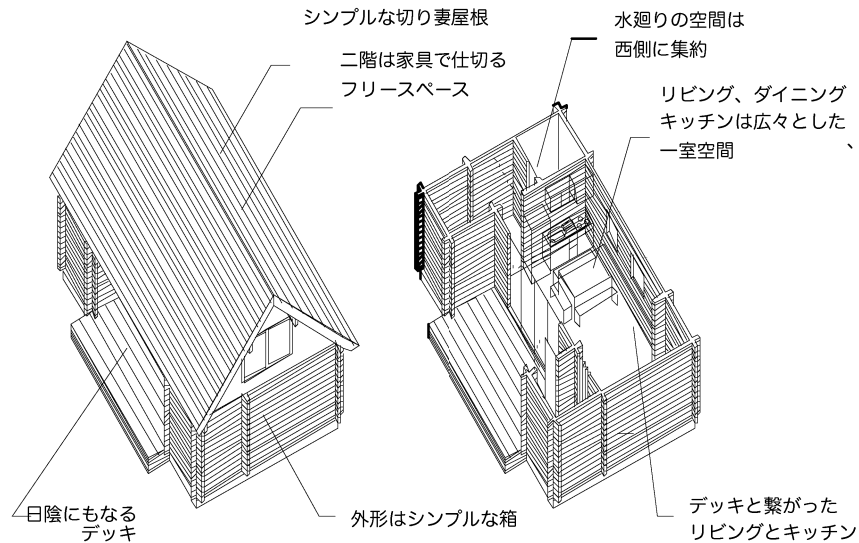 シンプルな切り妻屋根
二階は家具で仕切る
フリースペース
水廻りの空間は
西側に集約
リビング、ダイニング
キッチンは広々とした
一室空間
、
日陰にもなる
デッキ
外形はシンプルな箱
デッキと繋がった
リビングとキッチン